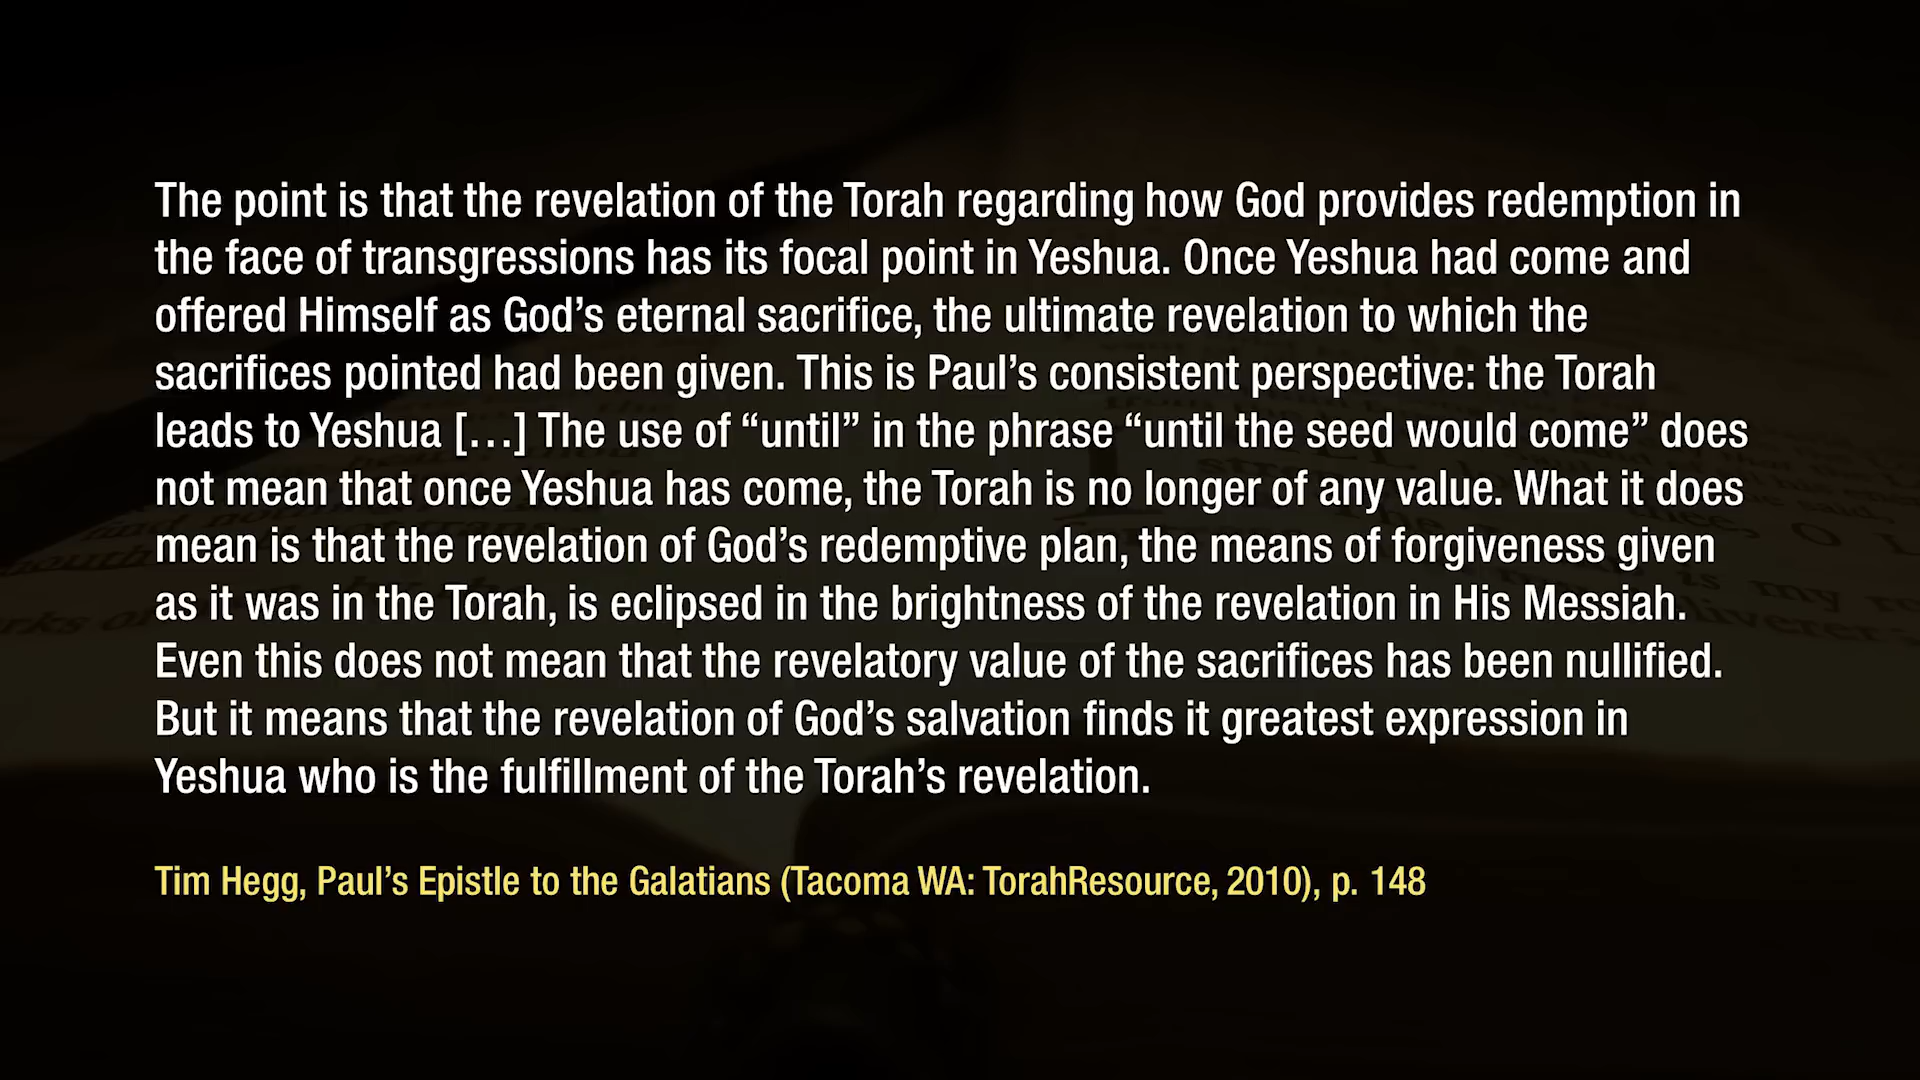 The point is that the revelation of the Torah regarding how God provides redemption in
the face of transgressions has its focal point in Yeshua. Once Yeshua had come and
offered Himself as God’s eternal sacrifice, the ultimate revelation to which the
sacrifices pointed had been given. This is Paul’s consistent perspective: the Torah
leads to Yeshua […] The use of “until” in the phrase “until the seed would come” does
not mean that once Yeshua has come, the Torah is no longer of any value. What it does
mean is that the revelation of God’s redemptive plan, the means of forgiveness given
as it was in the Torah, is eclipsed in the brightness of the revelation in His Messiah.
Even this does not mean that the revelatory value of the sacrifices has been nullified.
But it means that the revelation of God’s salvation finds it greatest expression in
Yeshua who is the fulfillment of the Torah’s revelation.
Tim Hegg, Paul’s Epistle to the Galatians (Tacoma WA: TorahResource, 2010), p. 148